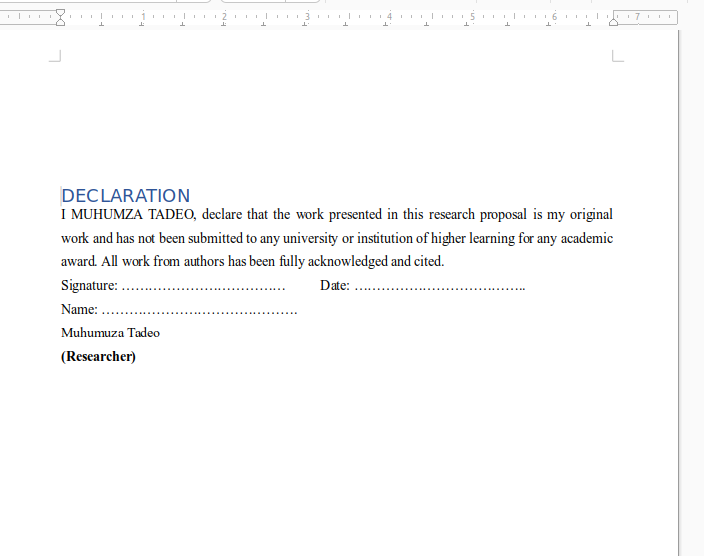 1 2 3 4 5 6 7
DECLARATION
I MUHUMZA TADEO, declare that the work presented in this research proposal is my original
work and has not been submitted to any university or institution of higher learning for any academic
award. All work from authors has been fully acknowledged and cited.
Signature: ……………………………… Date: ………………………………..
Name: …………………………………….
Muhumuza Tadeo
(Researcher)